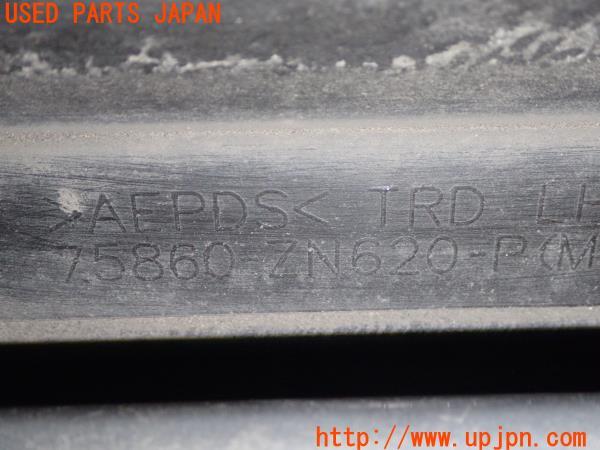 USED PARTS JAPAN
>AEPDS< TRD LH
75860-ZN620-P(M
http://www.upjpn.com